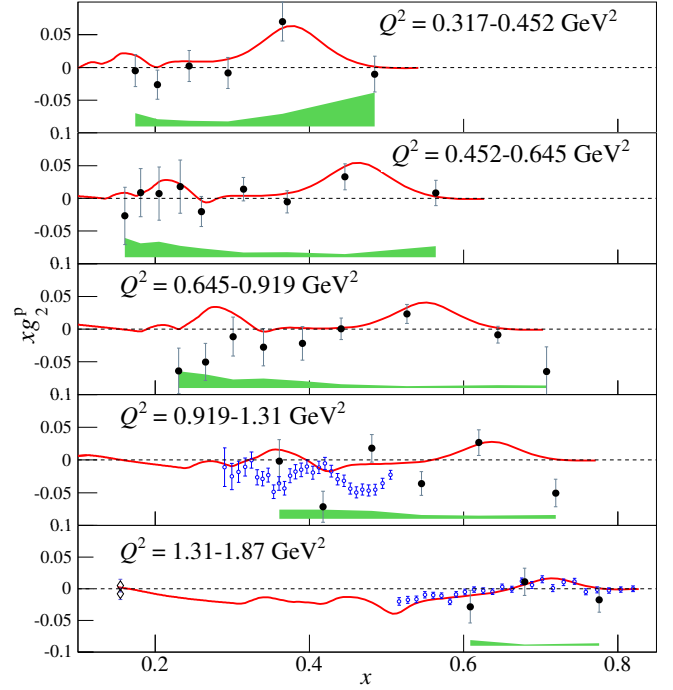 Q² = 0.317-0.452 GeV²
0.05
0
-0.05
0.1
Q² = 0.452-0.645 GeV²
0.05
0
-0.05
0.1
Q² = 0.645-0.919 GeV²
0.05
0
-0.05
0.1
xg₂ᵖ
Q² = 0.919-1.31 GeV²
0.05
0
-0.05
0.1
Q² = 1.31-1.87 GeV²
0.05
0
-0.05
-0.1
0.2 0.4 0.6 0.8
x